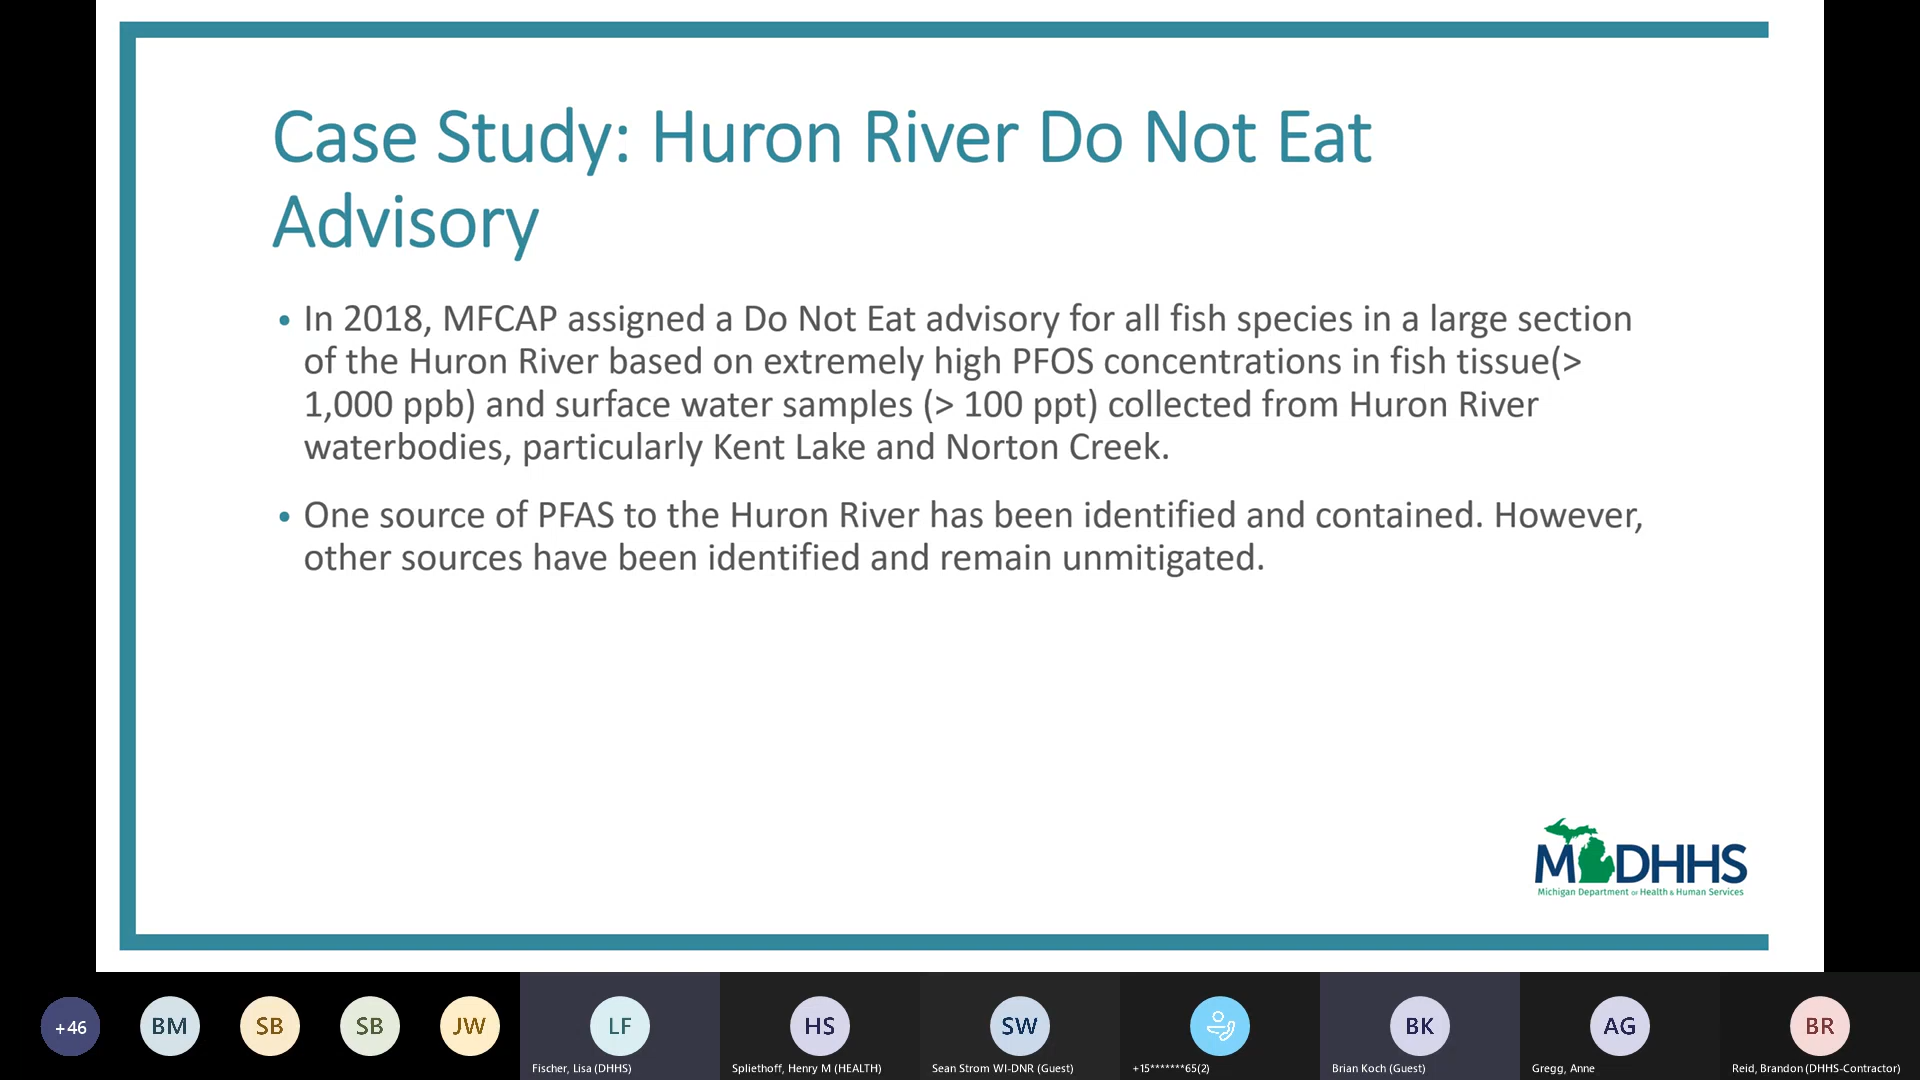 Case Study: Huron River Do Not Eat
Advisory
• In 2018, MFCAP assigned a Do Not Eat advisory for all fish species in a large section
of the Huron River based on extremely high PFOS concentrations in fish tissue(>
1,000 ppb) and surface water samples (> 100 ppt) collected from Huron River
waterbodies, particularly Kent Lake and Norton Creek.
• One source of PFAS to the Huron River has been identified and contained. However,
other sources have been identified and remain unmitigated.
M DHHS
Michigan Department of Health & Human Services
+46
BM
SB
SB
JW
LF
HS
SW
BK
AG
BR
Fischer, Lisa (DHHS)
Spliethoff, Henry M (HEALTH)
Sean Strom WI-DNR (Guest)
+15*******65(2)
Brian Koch (Guest)
Gregg, Anne
Reid, Brandon (DHHS-Contractor)